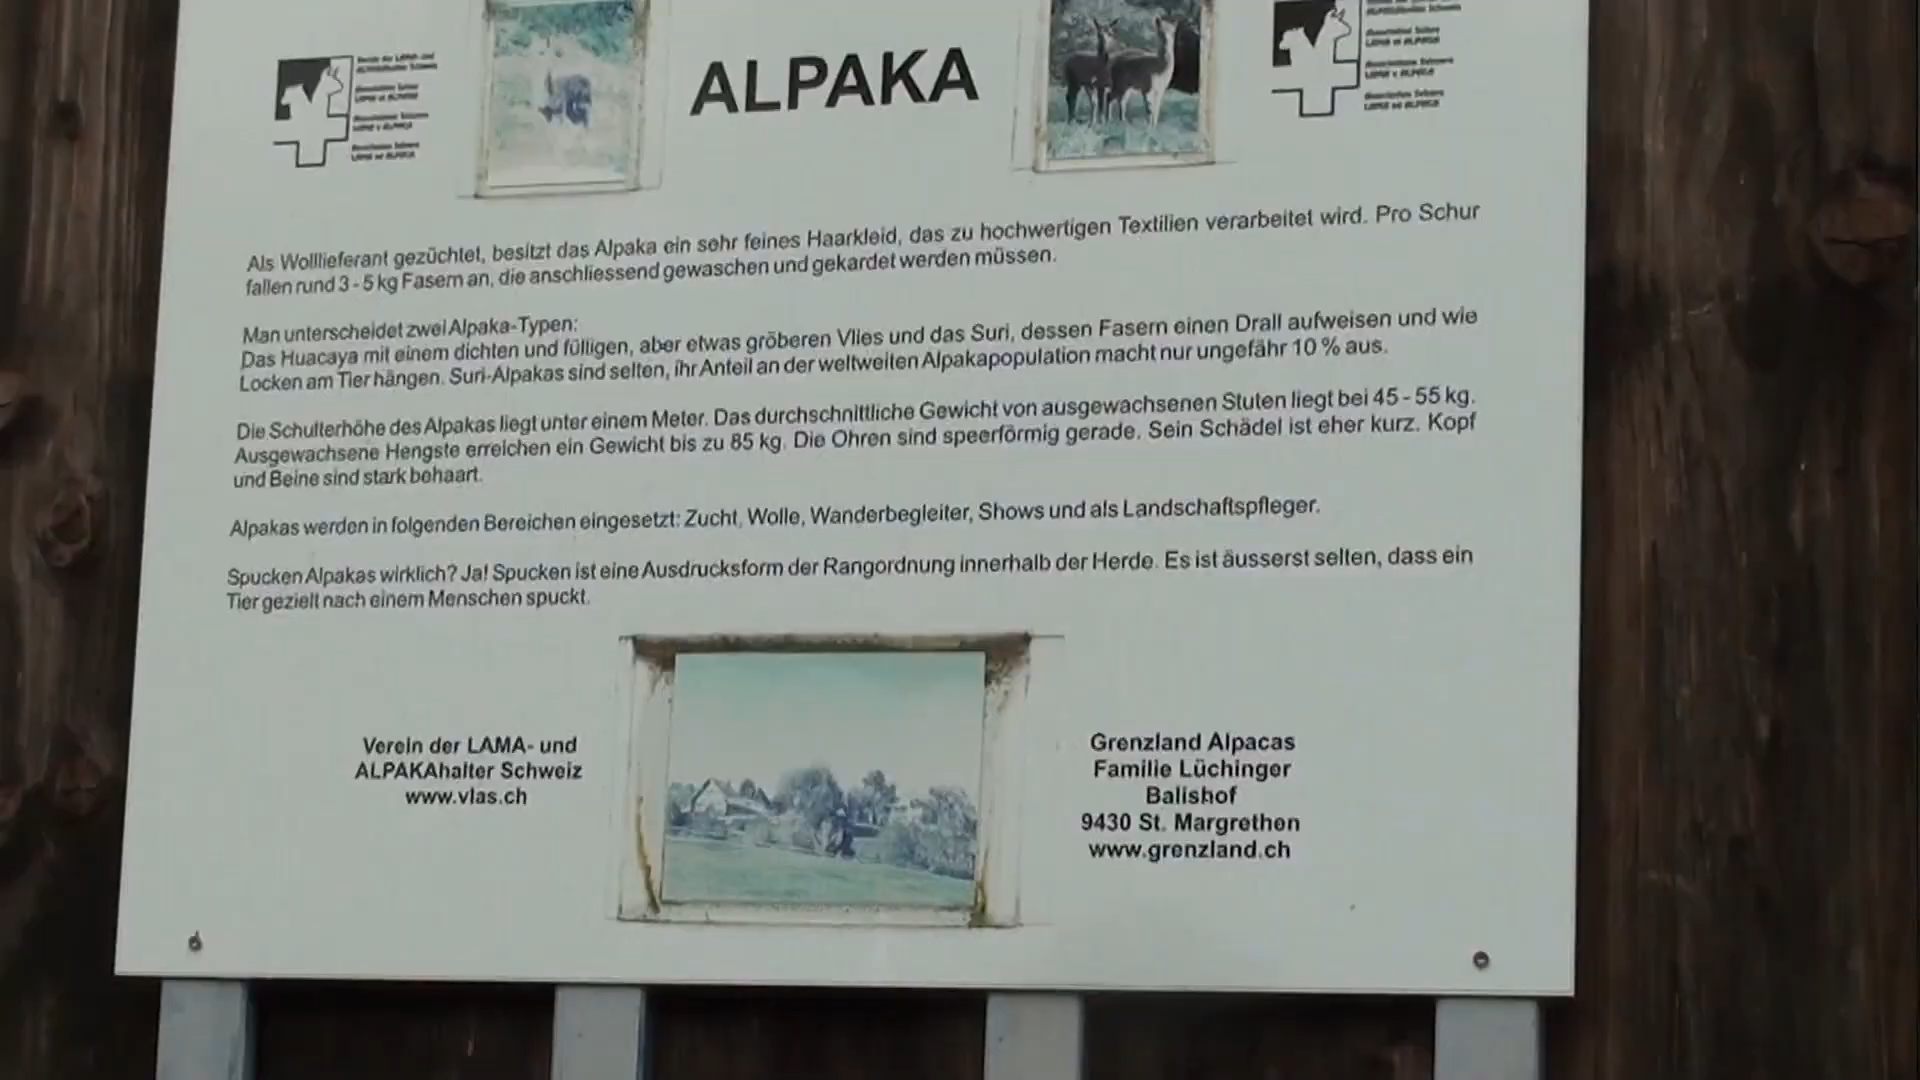 ALPAKA
Als Wolllieferant gezüchtet, besitzt das Alpaka ein sehr feines Haarkleid, das zu hochwertigen Textilien verarbeitet wird. Pro Schur
fallen rund 3 - 5 kg Fasern an, die anschliessend gewaschen und gekardet werden müssen.
Man unterscheidet zwei Alpaka-Typen:
Das Huacaya mit einem dichten und fülligen, aber etwas gröberen Vlies und das Suri, dessen Fasern einen Drall aufweisen und wie
Locken am Tier hängen. Suri-Alpakas sind selten, ihr Anteil an der weltweiten Alpakapopulation macht nur ungefähr 10 % aus.
Die Schulterhöhe des Alpakas liegt unter einem Meter. Das durchschnittliche Gewicht von ausgewachsenen Stuten liegt bei 45 - 55 kg.
Ausgewachsene Hengste erreichen ein Gewicht bis zu 85 kg. Die Ohren sind speerförmig gerade. Sein Schädel ist eher kurz. Kopf
und Beine sind stark behaart.
Alpakas werden in folgenden Bereichen eingesetzt: Zucht, Wolle, Wanderbegleiter, Shows und als Landschaftspfleger.
Spucken Alpakas wirklich? Ja! Spucken ist eine Ausdrucksform der Rangordnung innerhalb der Herde. Es ist äusserst selten, dass ein
Tier gezielt nach einem Menschen spuckt.
Verein der LAMA- und
ALPAKAhalter Schweiz
www.vlas.ch
Grenzland Alpacas
Familie Lüchinger
Balishof
9430 St. Margrethen
www.grenzland.ch